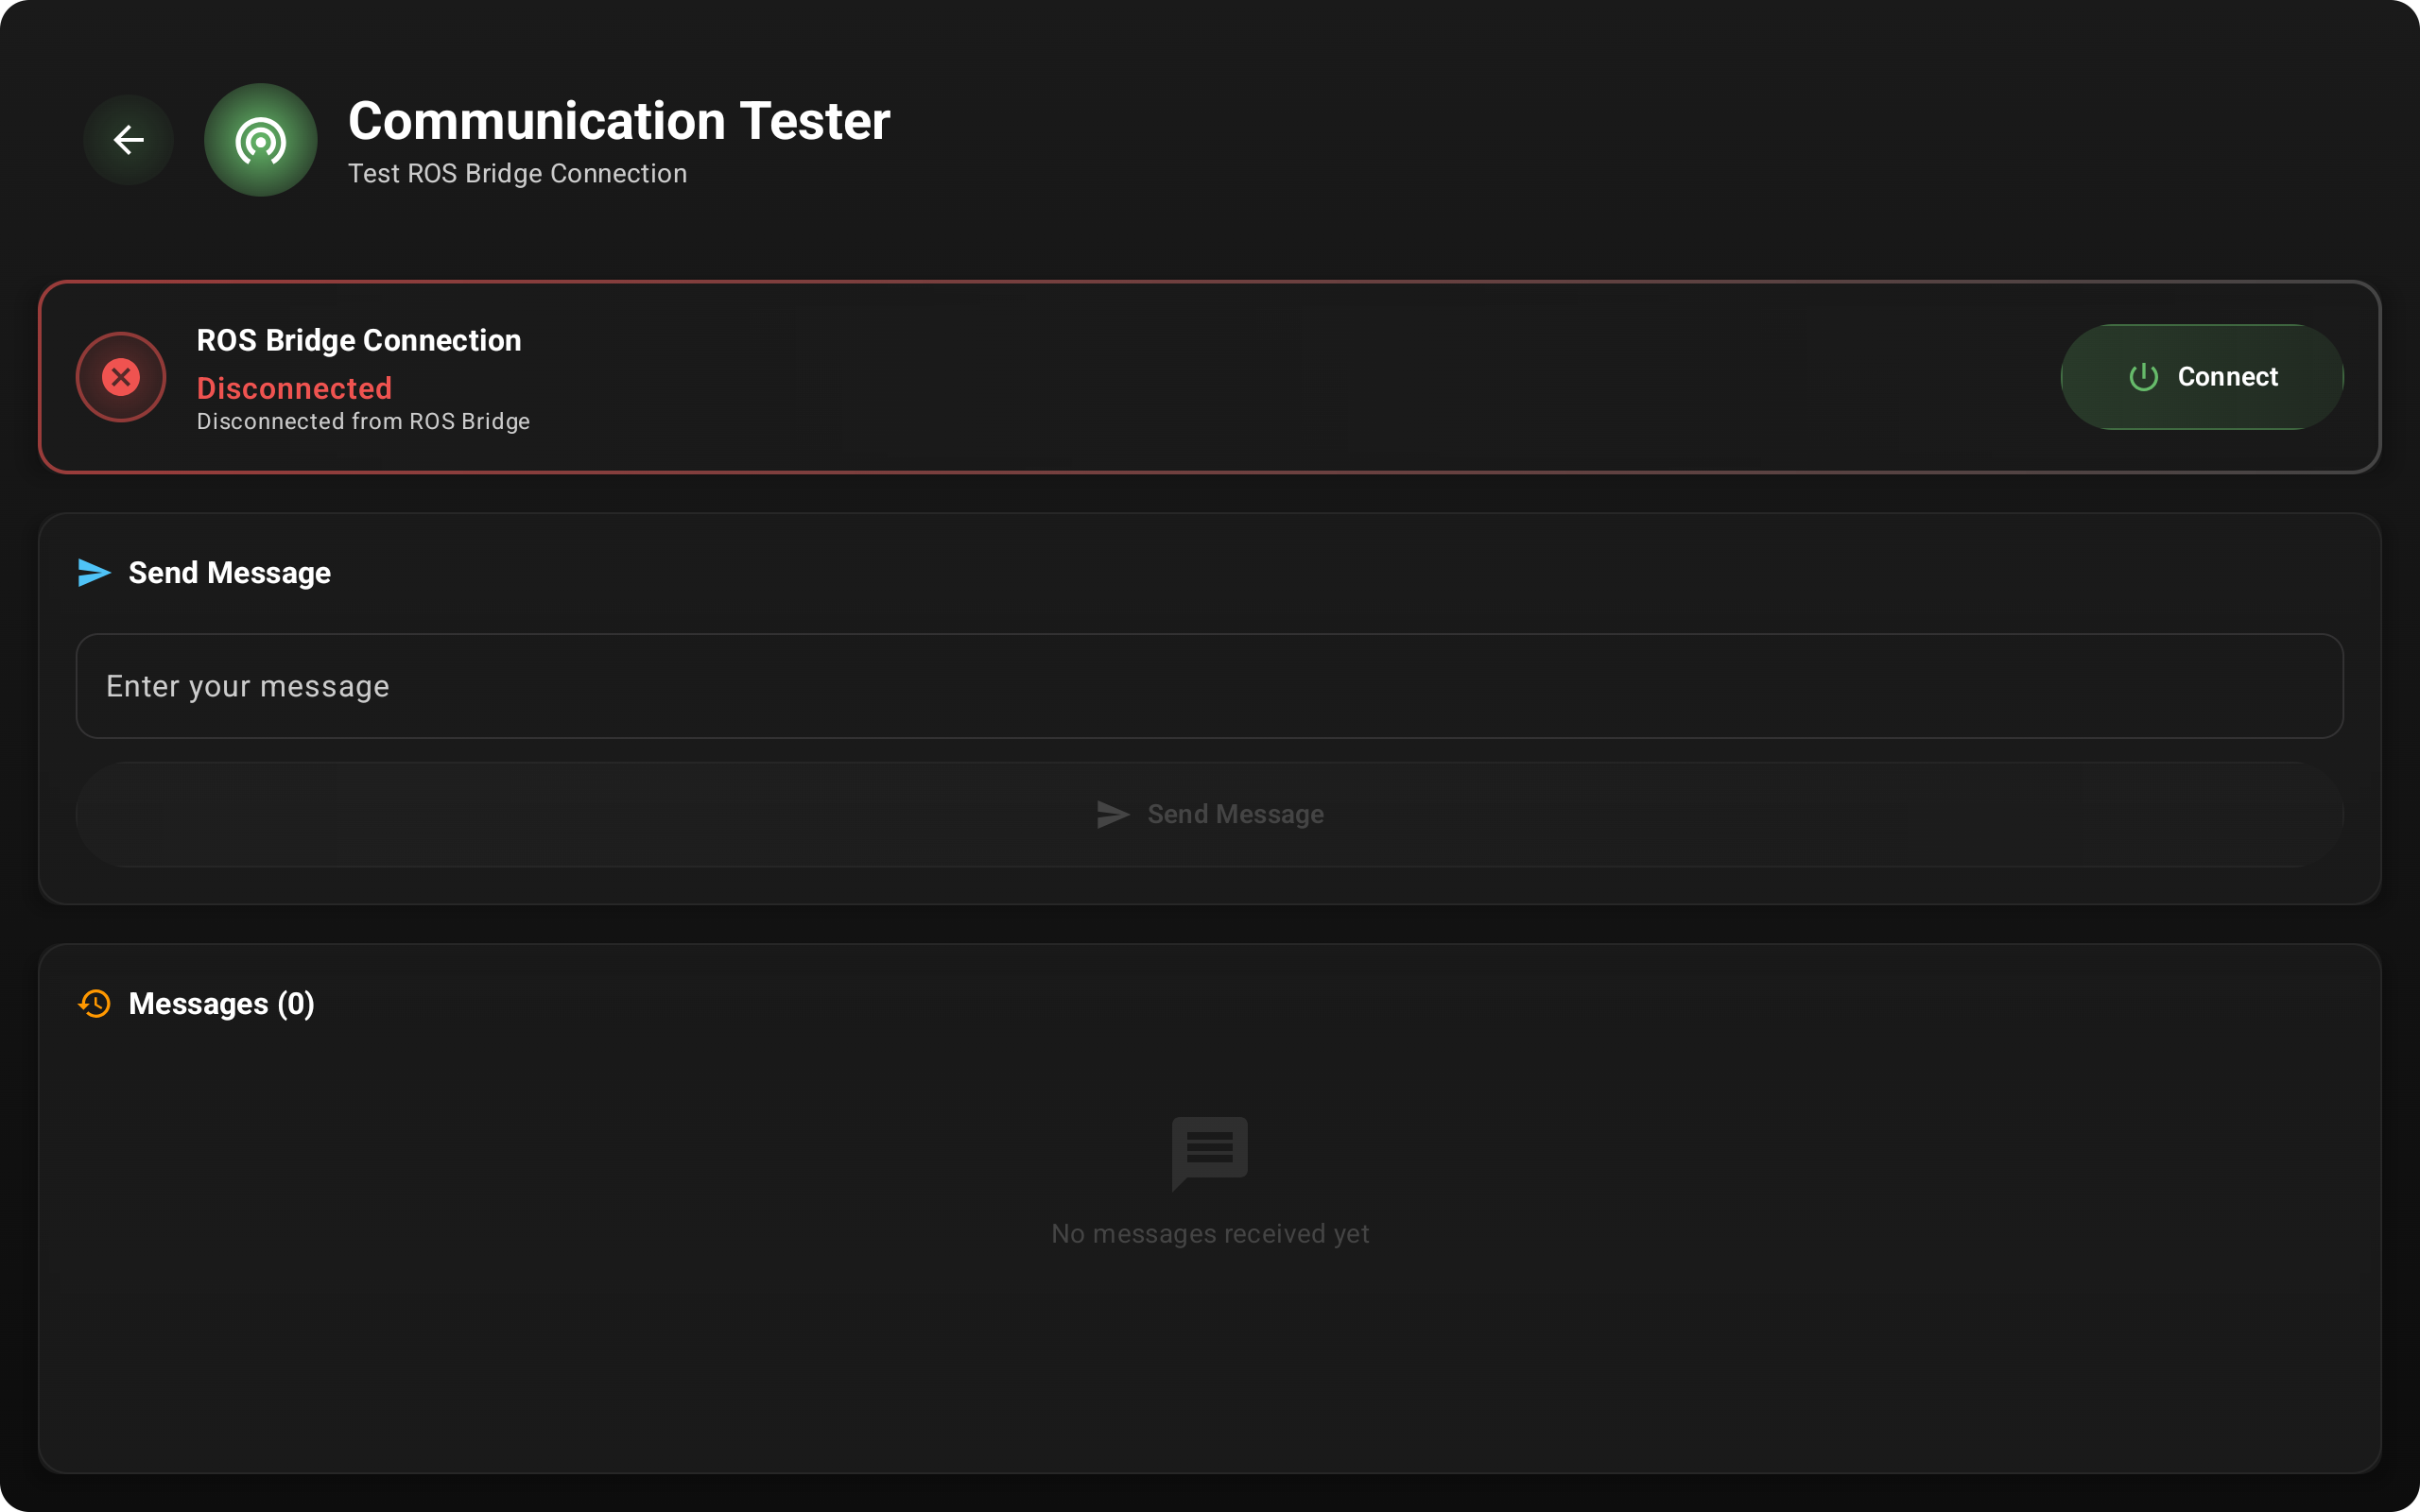 Communication Tester
Test ROS Bridge Connection
ROS Bridge Connection
Disconnected
Disconnected from ROS Bridge
Connect
Send Message
Enter your message
Send Message
Messages (0)
No messages received yet